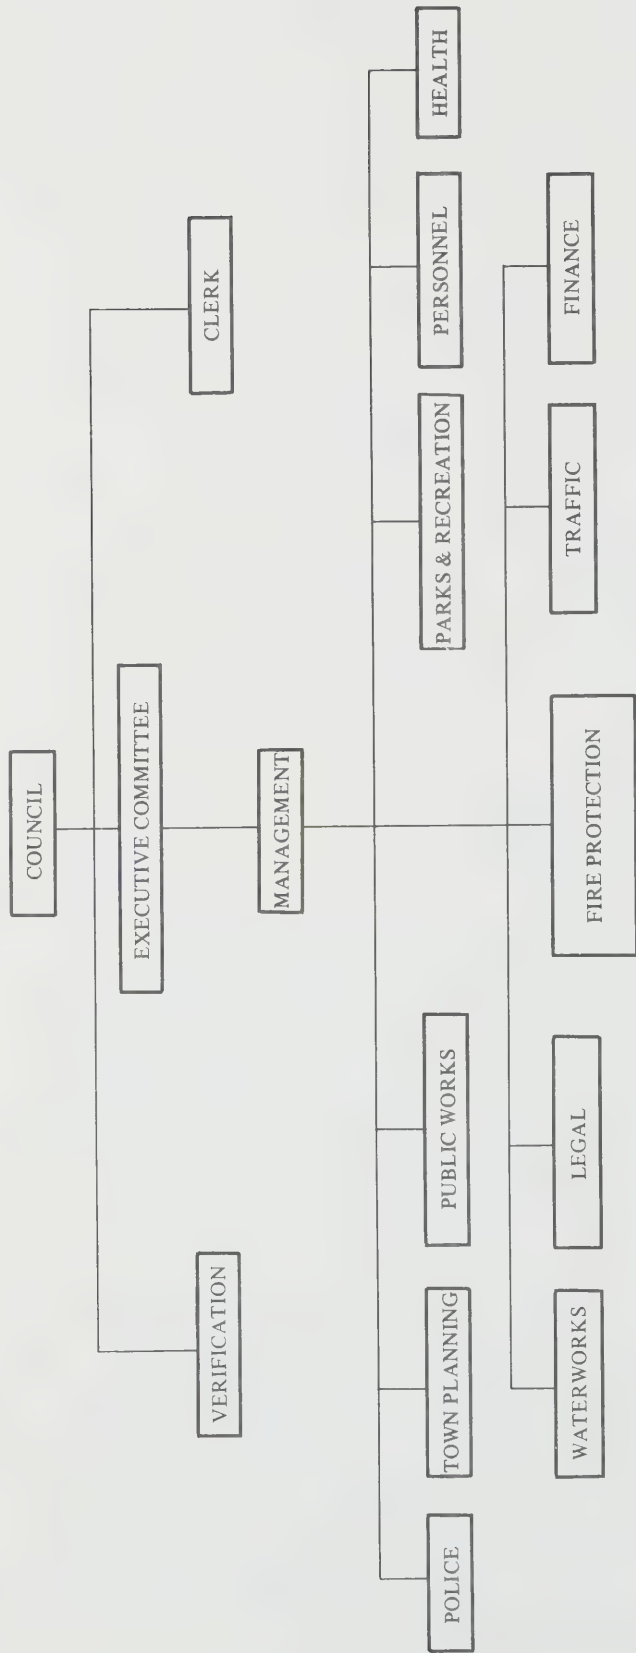 COUNCIL
EXECUTIVE COMMITTEE
VERIFICATION
CLERK
MANAGEMENT
POLICE
TOWN PLANNING
PUBLIC WORKS
PARKS & RECREATION
PERSONNEL
HEALTH
WATERWORKS
LEGAL
FIRE PROTECTION
TRAFFIC
FINANCE